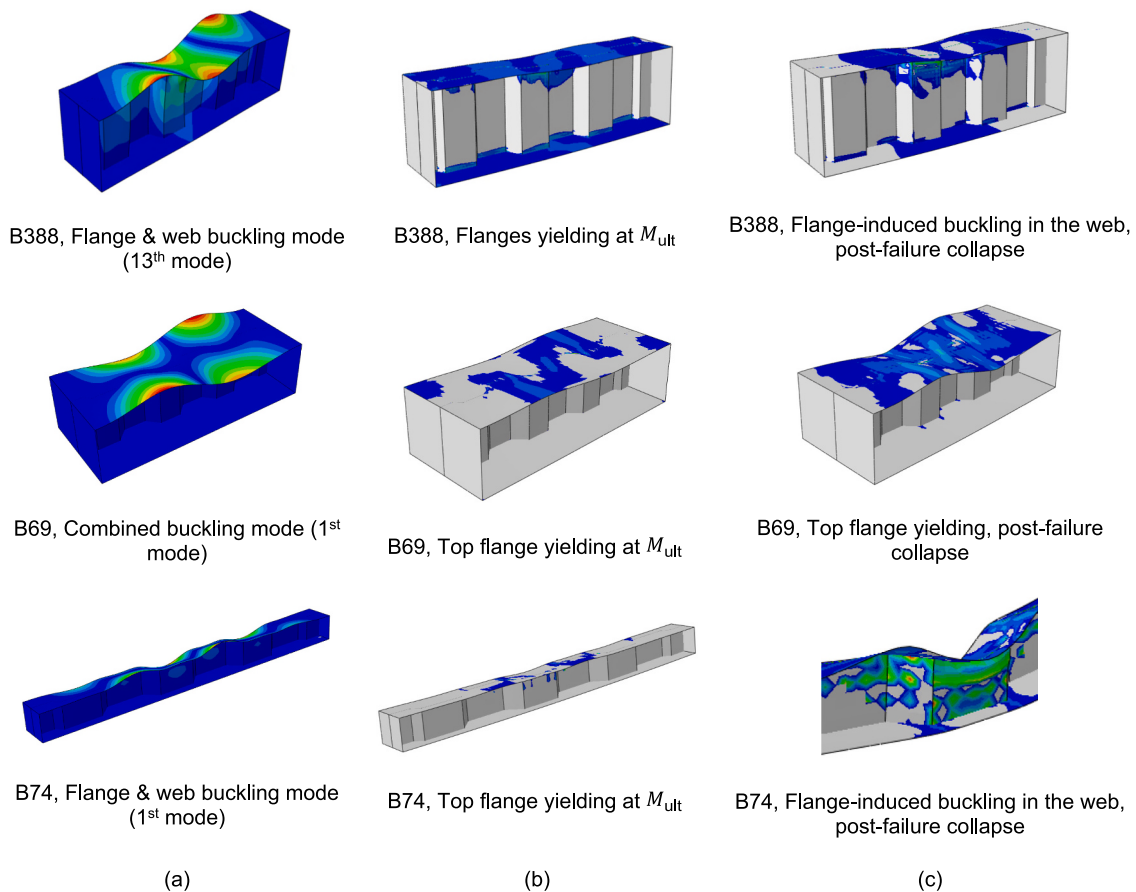 B388, Flange & web buckling mode
(13th mode)
B388, Flanges yielding at Mult
B388, Flange-induced buckling in the web,
post-failure collapse
B69, Combined buckling mode (1st
mode)
B69, Top flange yielding at Mult
B69, Top flange yielding, post-failure
collapse
B74, Flange & web buckling mode
(1st mode)
B74, Top flange yielding at Mult
B74, Flange-induced buckling in the web,
post-failure collapse
(a)
(b)
(c)